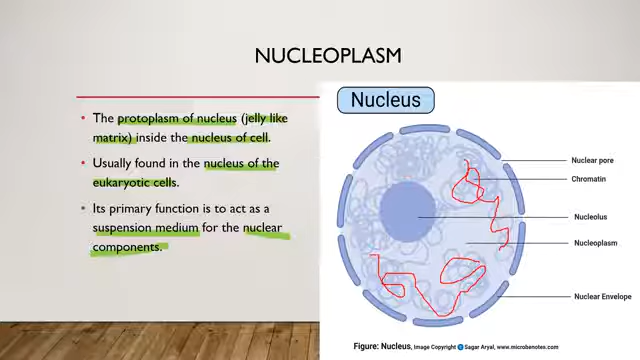 NUCLEOPLASM
• The protoplasm of nucleus (jelly like
matrix) inside the nucleus of cell.
• Usually found in the nucleus of the
eukaryotic cells.
• Its primary function is to act as a
suspension medium for the nuclear
components.
Nucleus
Nuclear pore
Chromatin
Nucleolus
Nucleoplasm
Nuclear Envelope
Figure: Nucleus, Image Copyright © Sagar Aryal, www.microbenotes.com